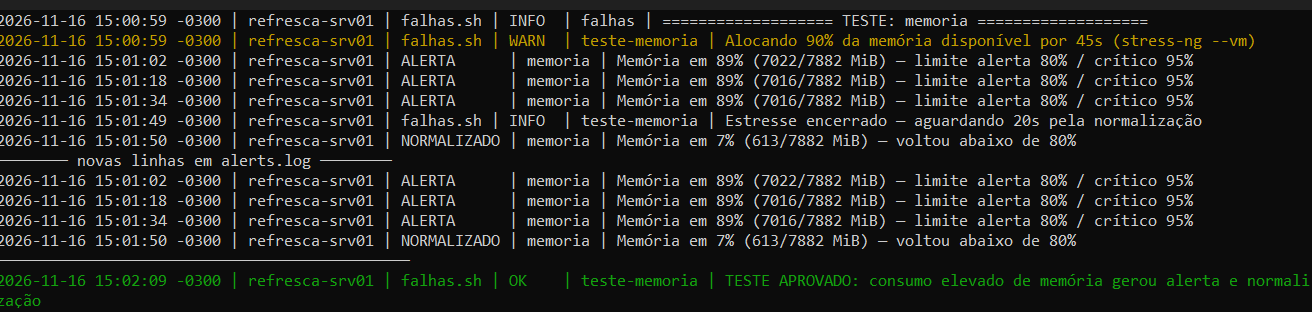 2026-11-16 15:00:59 -0300 | refresca-srv01 | falhas.sh | INFO  | falhas | =================== TESTE: memoria ===================
2026-11-16 15:00:59 -0300 | refresca-srv01 | falhas.sh | WARN  | teste-memoria | Alocando 90% da memória disponível por 45s (stress-ng --vm)
2026-11-16 15:01:02 -0300 | refresca-srv01 | ALERTA      | memoria | Memória em 89% (7022/7882 MiB) — limite alerta 80% / crítico 95%
2026-11-16 15:01:18 -0300 | refresca-srv01 | ALERTA      | memoria | Memória em 89% (7016/7882 MiB) — limite alerta 80% / crítico 95%
2026-11-16 15:01:34 -0300 | refresca-srv01 | ALERTA      | memoria | Memória em 89% (7016/7882 MiB) — limite alerta 80% / crítico 95%
2026-11-16 15:01:49 -0300 | refresca-srv01 | falhas.sh | INFO  | teste-memoria | Estresse encerrado — aguardando 20s pela normalização
2026-11-16 15:01:50 -0300 | refresca-srv01 | NORMALIZADO | memoria | Memória em 7% (613/7882 MiB) — voltou abaixo de 80%
──────── novas linhas em alerts.log ────────
2026-11-16 15:01:02 -0300 | refresca-srv01 | ALERTA      | memoria | Memória em 89% (7022/7882 MiB) — limite alerta 80% / crítico 95%
2026-11-16 15:01:18 -0300 | refresca-srv01 | ALERTA      | memoria | Memória em 89% (7016/7882 MiB) — limite alerta 80% / crítico 95%
2026-11-16 15:01:34 -0300 | refresca-srv01 | ALERTA      | memoria | Memória em 89% (7016/7882 MiB) — limite alerta 80% / crítico 95%
2026-11-16 15:01:50 -0300 | refresca-srv01 | NORMALIZADO | memoria | Memória em 7% (613/7882 MiB) — voltou abaixo de 80%
──────────────────────────────────────────────
2026-11-16 15:02:09 -0300 | refresca-srv01 | falhas.sh | OK    | teste-memoria | TESTE APROVADO: consumo elevado de memória gerou alerta e normali
zação